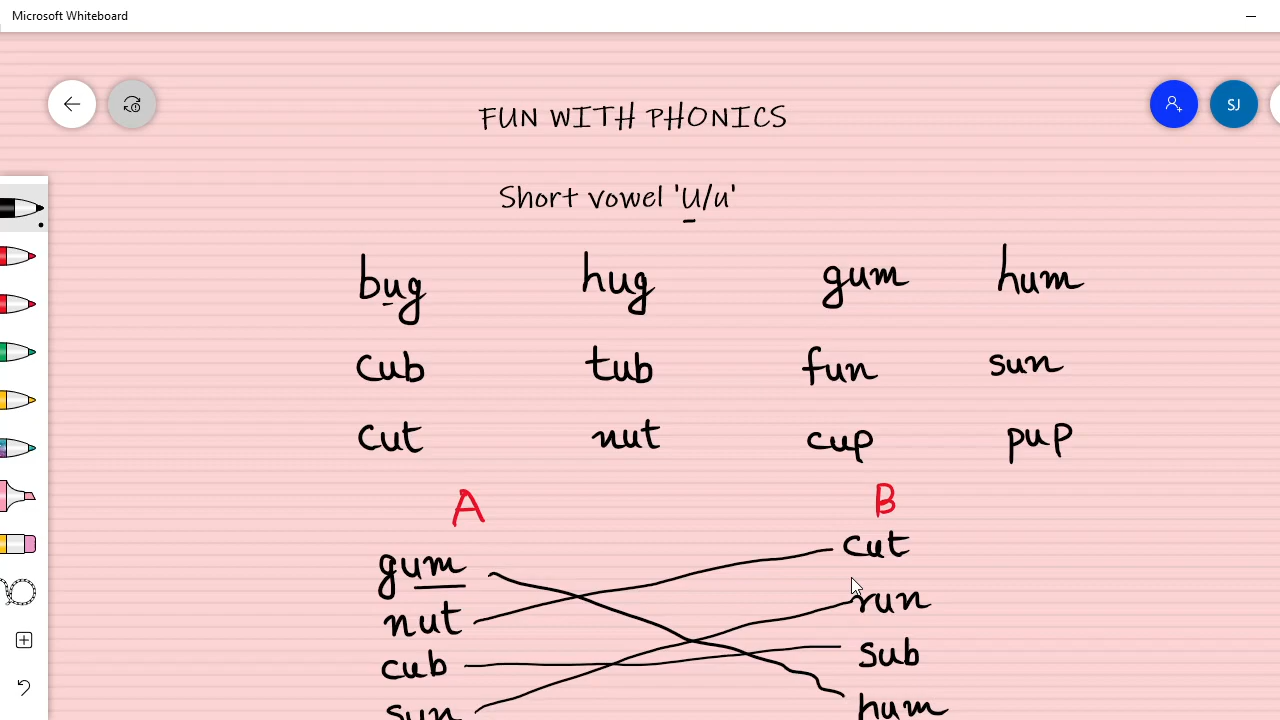 Microsoft Whiteboard
SJ
FUN WITH PHONICS
Short vowel 'U/u'
bug hug gum hum
cub tub fun sun
cut nut cup pup
A B
gum cut
nut run
cub sub
sun hum